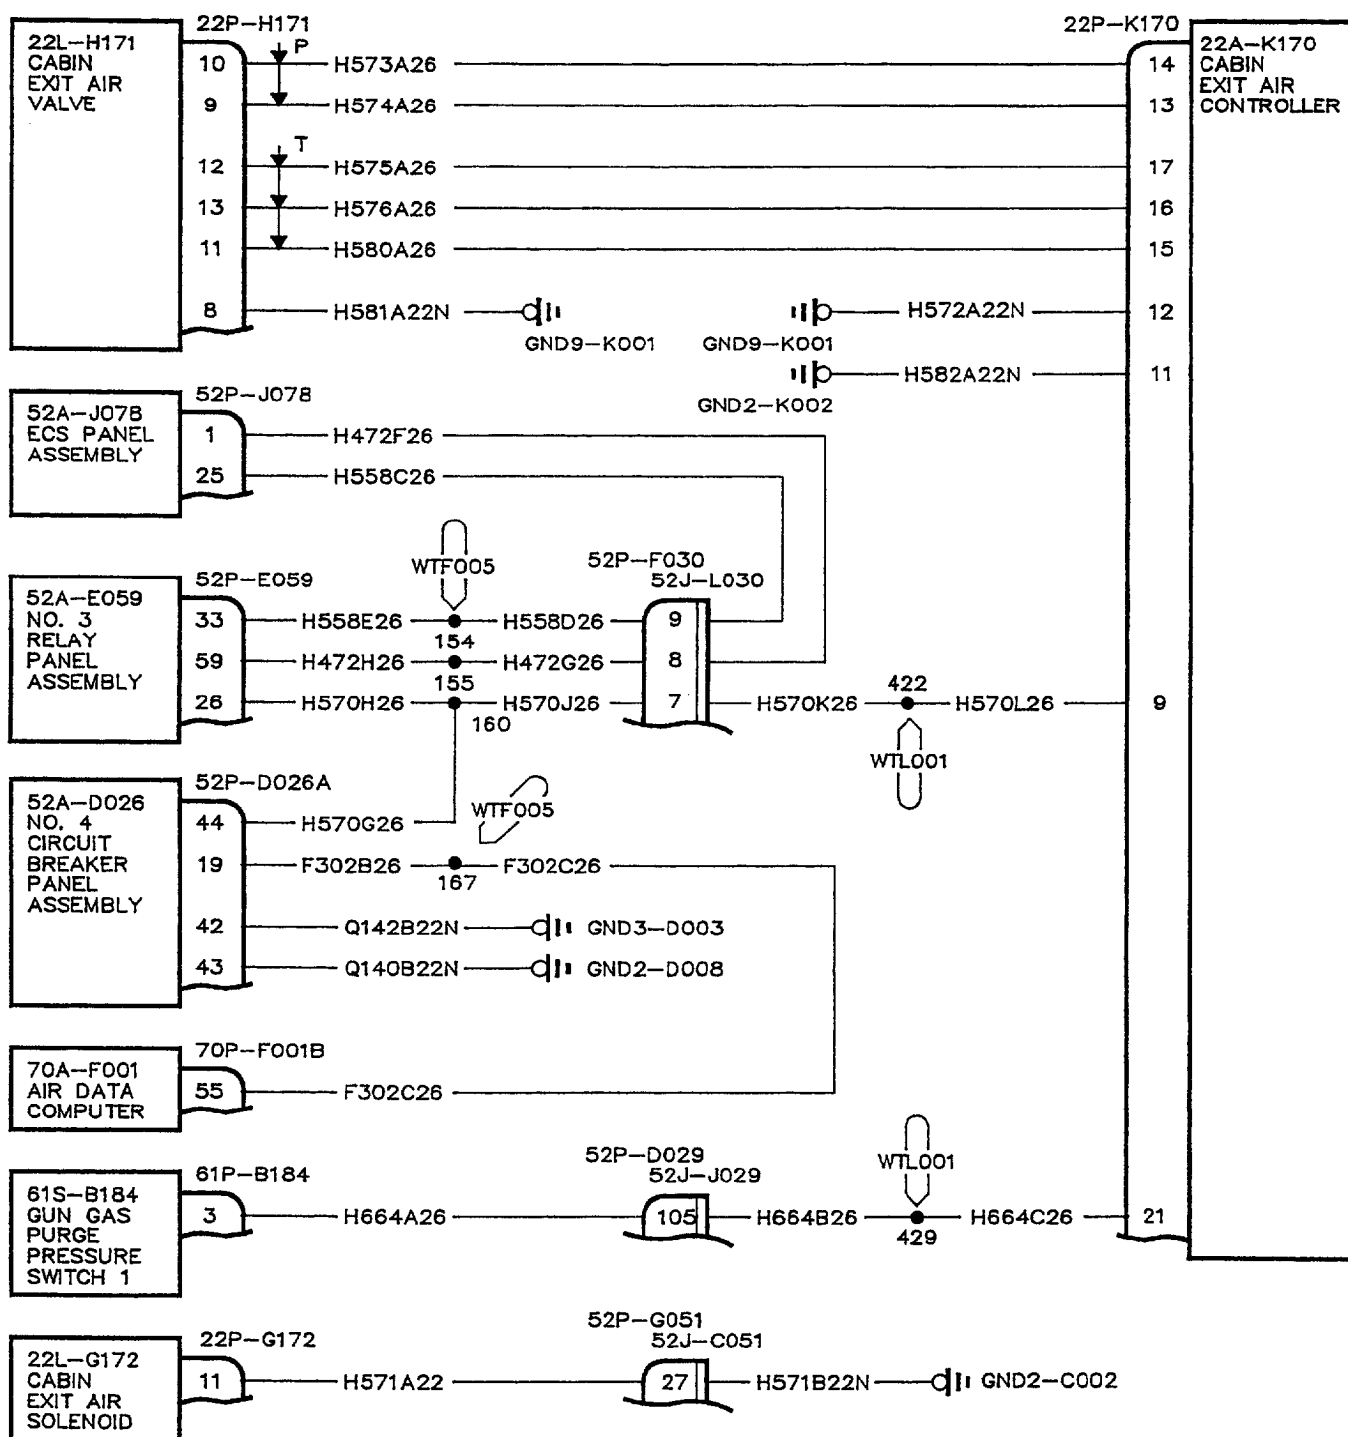 22P-H171
22P-K170
22L-H171
CABIN
EXIT AIR
VALVE
22A-K170
CABIN
EXIT AIR
CONTROLLER
10 P H573A26 14
9 H574A26 13
T
12 H575A26 17
13 H576A26 16
11 H580A26 15
8 H581A22N H572A22N 12
GND9-K001 GND9-K001
H582A22N 11
GND2-K002
52P-J078
52A-J078
ECS PANEL
ASSEMBLY
1 H472F26
25 H558C26
WTF005
52P-F030
52J-L030
52P-E059
52A-E059
NO. 3
RELAY
PANEL
ASSEMBLY
33 H558E26 H558D26 9
154
59 H472H26 H472G26 8
155
26 H570H26 H570J26 7 H570K26 422 H570L26 9
160
WTL001
52P-D026A
52A-D026
NO. 4
CIRCUIT
BREAKER
PANEL
ASSEMBLY
44 H570G26
WTF005
19 F302B26 F302C26
167
42 Q142B22N GND3-D003
43 Q140B22N GND2-D008
70P-F001B
70A-F001
AIR DATA
COMPUTER
55 F302C26
52P-D029
52J-J029
WTL001
61P-B184
61S-B184
GUN GAS
PURGE
PRESSURE
SWITCH 1
3 H664A26 105 H664B26 H664C26 21
429
52P-G051
52J-C051
22P-G172
22L-G172
CABIN
EXIT AIR
SOLENOID
11 H571A22 27 H571B22N GND2-C002